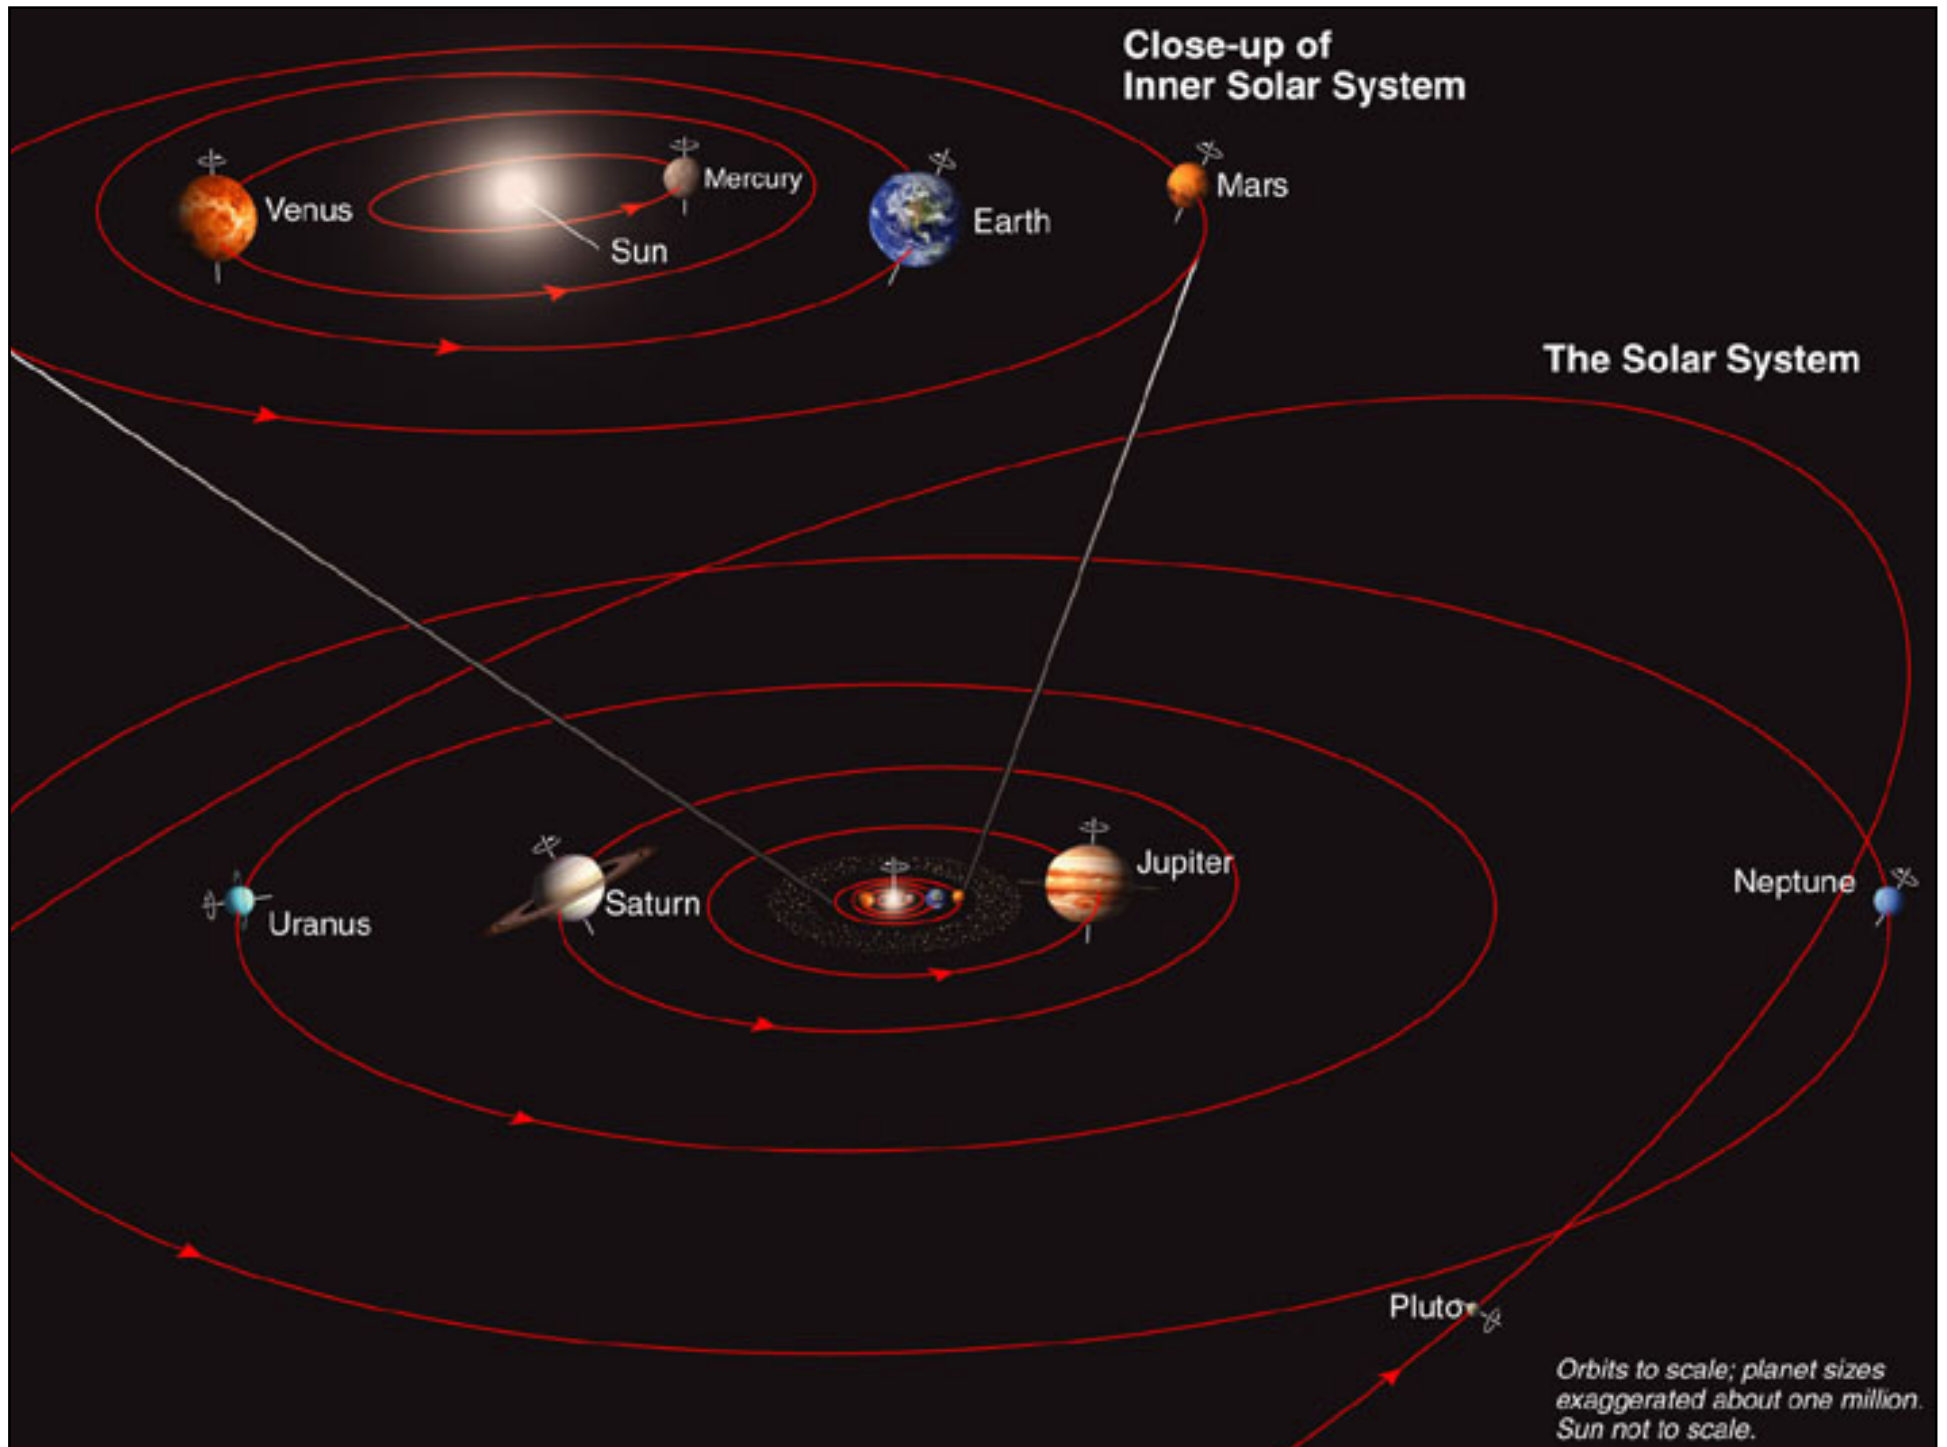 Close-up of
Inner Solar System
Mercury
Mars
Venus
Earth
Sun
The Solar System
Jupiter
Neptune
Saturn
Uranus
Pluto
Orbits to scale; planet sizes
exaggerated about one million.
Sun not to scale.